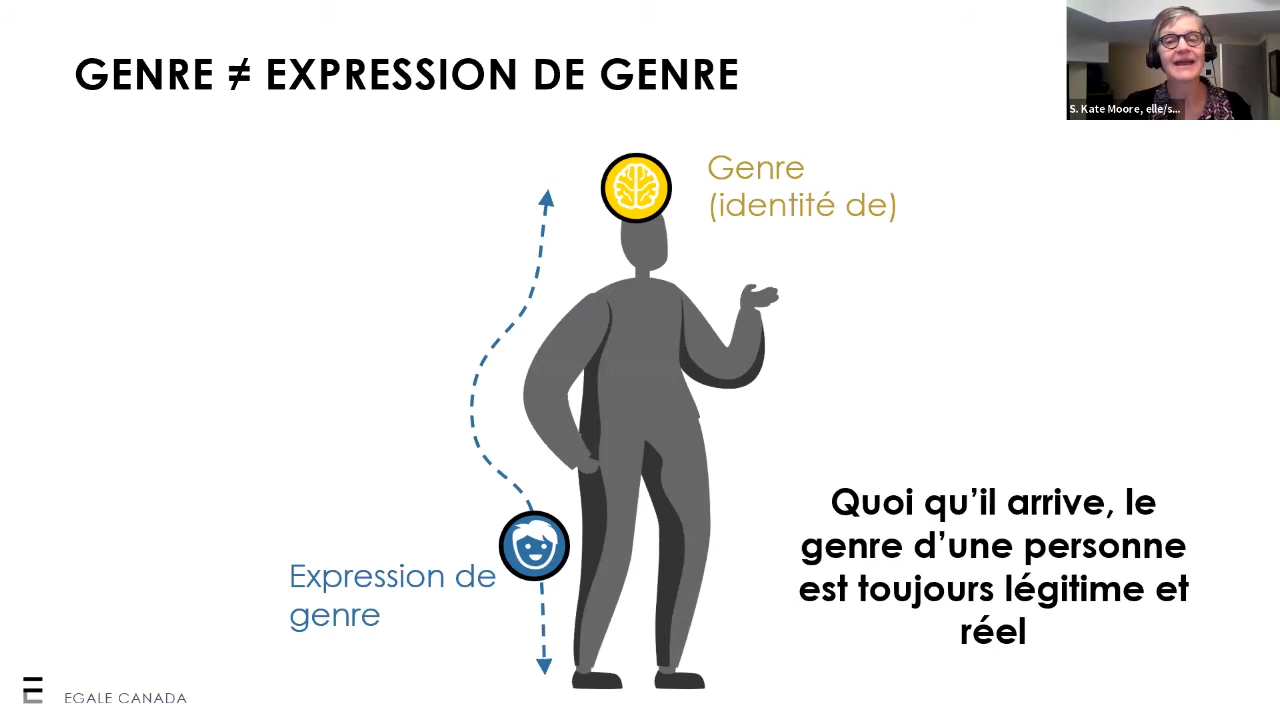 GENRE ≠ EXPRESSION DE GENRE
S. Kate Moore, elle/s...
Genre
(identité de)
Expression de
genre
Quoi qu’il arrive, le
genre d’une personne
est toujours légitime et
réel
EGALE CANADA